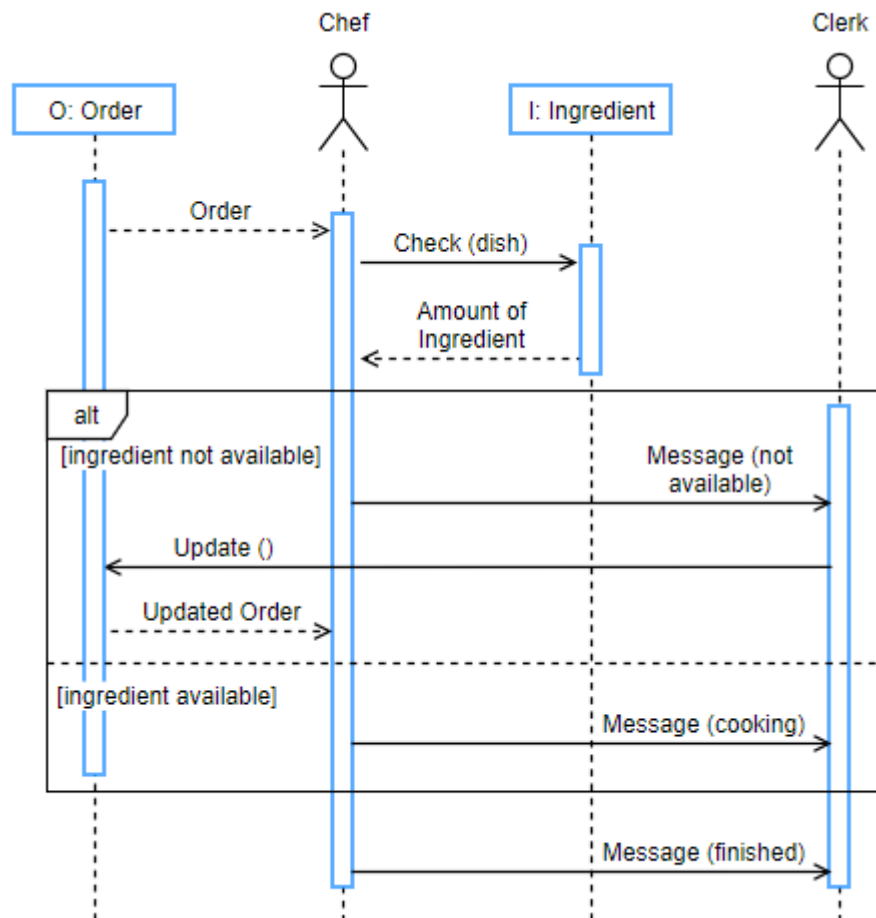 Chef
Clerk
O: Order
I: Ingredient
Order
Check (dish)
Amount of
Ingredient
alt
[ingredient not available]
Message (not
available)
Update ()
Updated Order
[ingredient available]
Message (cooking)
Message (finished)